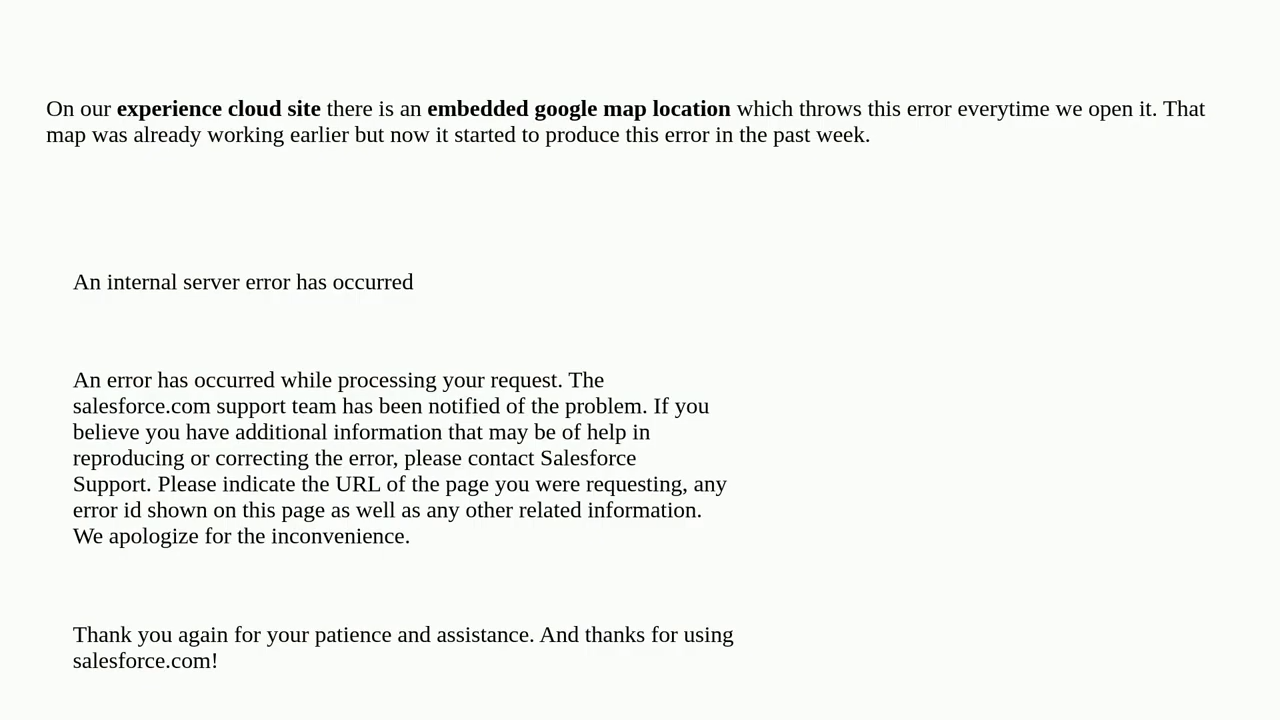 On our experience cloud site there is an embedded google map location which throws this error everytime we open it. That
map was already working earlier but now it started to produce this error in the past week.
An internal server error has occurred
An error has occurred while processing your request. The
salesforce.com support team has been notified of the problem. If you
believe you have additional information that may be of help in
reproducing or correcting the error, please contact Salesforce
Support. Please indicate the URL of the page you were requesting, any
error id shown on this page as well as any other related information.
We apologize for the inconvenience.
Thank you again for your patience and assistance. And thanks for using
salesforce.com!